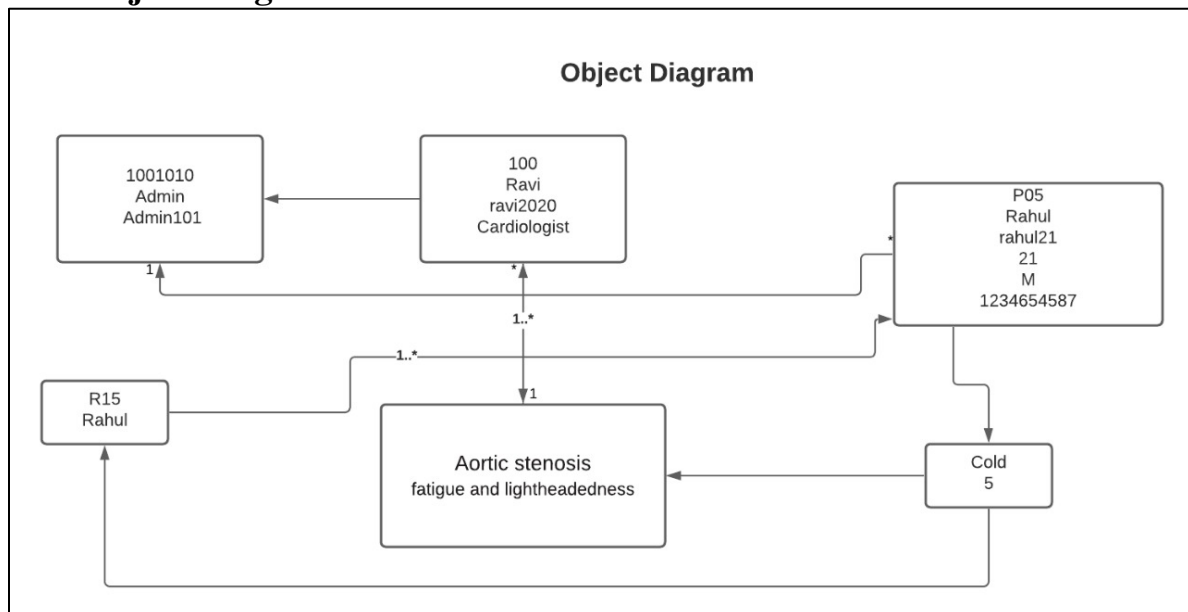 Object Diagram
1001010
Admin
Admin101
1
100
Ravi
ravi2020
Cardiologist
*
P05
Rahul
rahul21
21
M
1234654587
*
1..*
1..*
R15
Rahul
1
Aortic stenosis
fatigue and lightheadedness
Cold
5